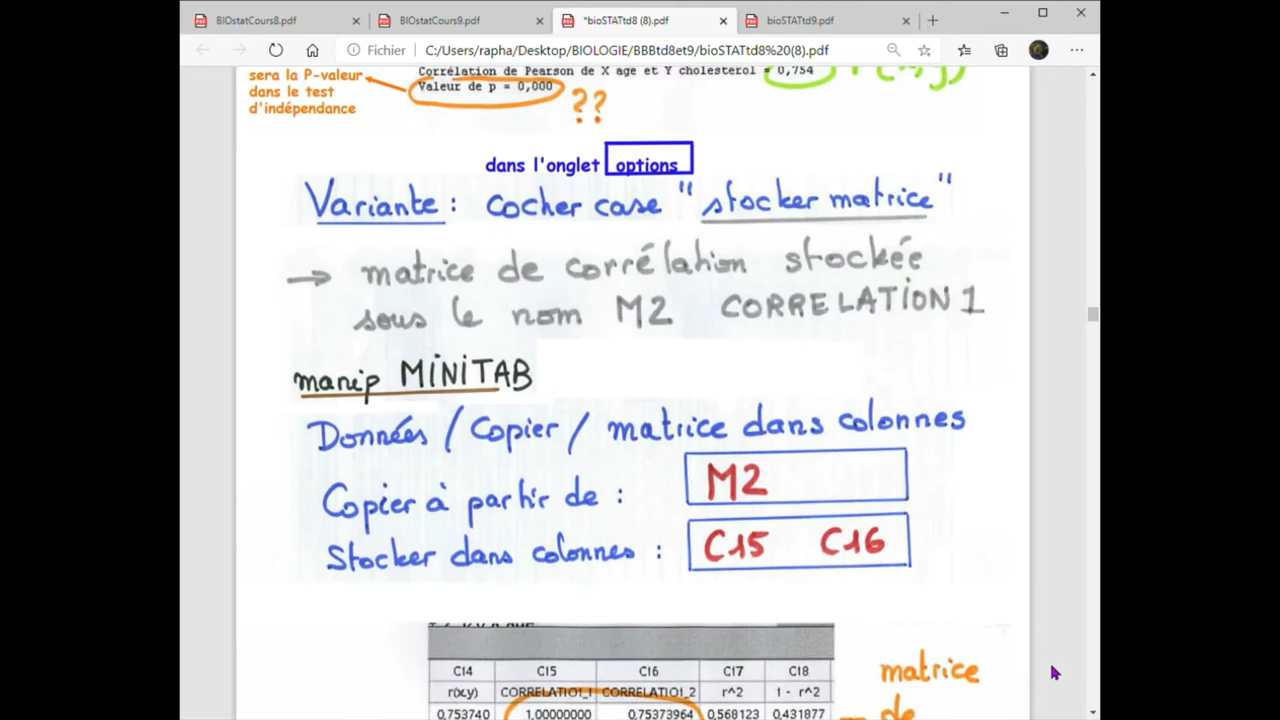 BIOstatCours8.pdf
BIOstatCours9.pdf
*bioSTATtd8 (8).pdf
bioSTATtd9.pdf
Fichier
C:/Users/rapha/Desktop/BIOLOGIE/BBBtd8et9/bioSTATtd8%20(8).pdf
sera la P-valeur
dans le test
d'indépendance
Corrélation de Pearson de X age et Y cholesterol = 0,754
Valeur de p = 0,000
??
dans l'onglet options
Variante : cocher case "stocker matrice"
→ matrice de corrélation stockée
sous le nom M2 CORRELATION1
manip MINITAB
Données / Copier / matrice dans colonnes
Copier à partir de : M2
Stocker dans colonnes : C15 C16
C14 C15 C16 C17 C18
r(x,y) CORRELATIO1_1 CORRELATIO1_2 r^2 1 - r^2
0,753740 1,00000000 0,75373964 0,568123 0,431877
matrice
de